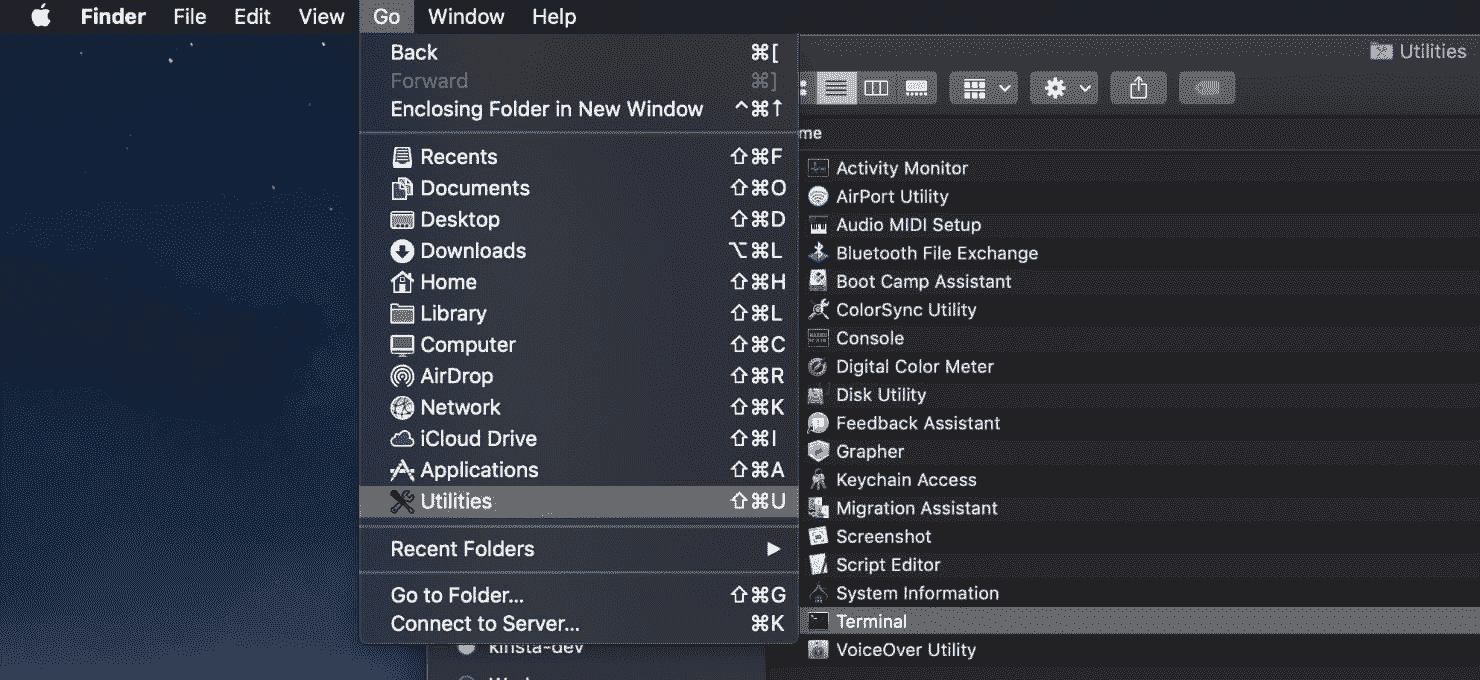 Finder File Edit View Go Window Help
Back ⌘[
Forward ⌘]
Enclosing Folder in New Window ^⌘↑
Recents ⇧⌘F
Documents ⇧⌘O
Desktop ⇧⌘D
Downloads ⌥⌘L
Home ⇧⌘H
Library ⇧⌘L
Computer ⇧⌘C
AirDrop ⇧⌘R
Network ⇧⌘K
iCloud Drive ⇧⌘I
Applications ⇧⌘A
Utilities ⇧⌘U
Recent Folders ▶
Go to Folder... ⇧⌘G
Connect to Server... ⌘K
kinsta-dev
Utilities
me
Activity Monitor
AirPort Utility
Audio MIDI Setup
Bluetooth File Exchange
Boot Camp Assistant
ColorSync Utility
Console
Digital Color Meter
Disk Utility
Feedback Assistant
Grapher
Keychain Access
Migration Assistant
Screenshot
Script Editor
System Information
Terminal
VoiceOver Utility